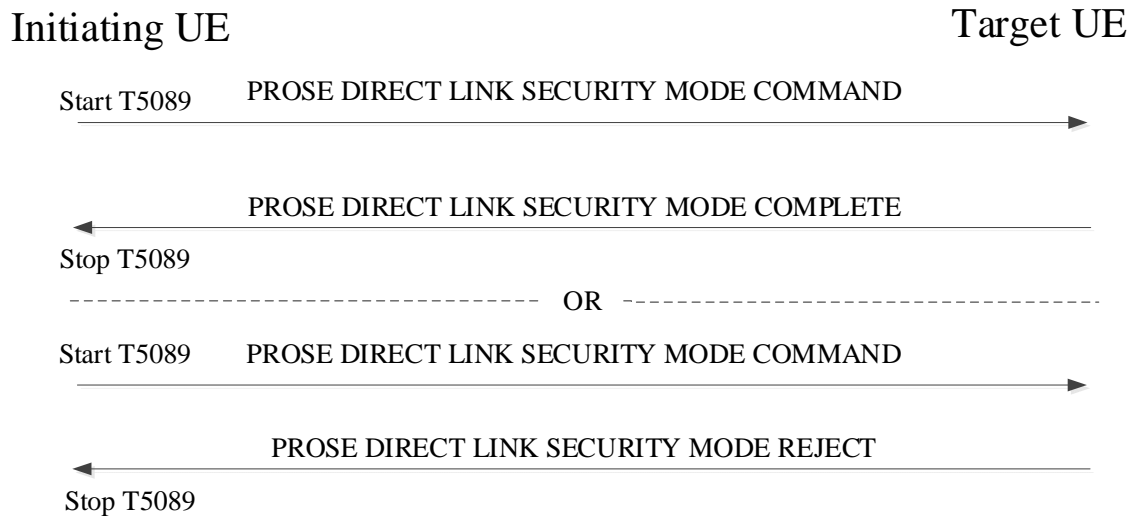 Initiating UE
Target UE
Start T5089
PROSE DIRECT LINK SECURITY MODE COMMAND
PROSE DIRECT LINK SECURITY MODE COMPLETE
Stop T5089
OR
Start T5089
PROSE DIRECT LINK SECURITY MODE COMMAND
PROSE DIRECT LINK SECURITY MODE REJECT
Stop T5089